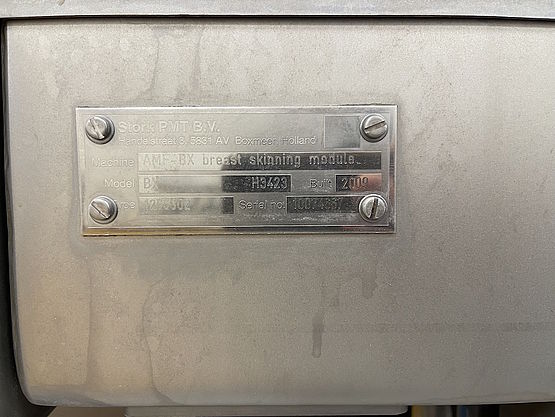 Stork PMT B.V.
Handelstraat 3, 5831 AV Boxmeer, Holland
Machine AMF-BX breast skinning module
Model BX H3423 Built
Serial no.